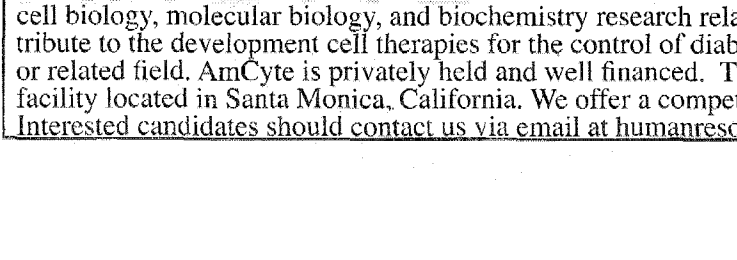 cell biology, molecular biology, and biochemistry research rela
tribute to the development cell therapies for the control of diab
or related field. AmCyte is privately held and well financed. T
facility located in Santa Monica, California. We offer a compe
Interested candidates should contact us via email at humanreso